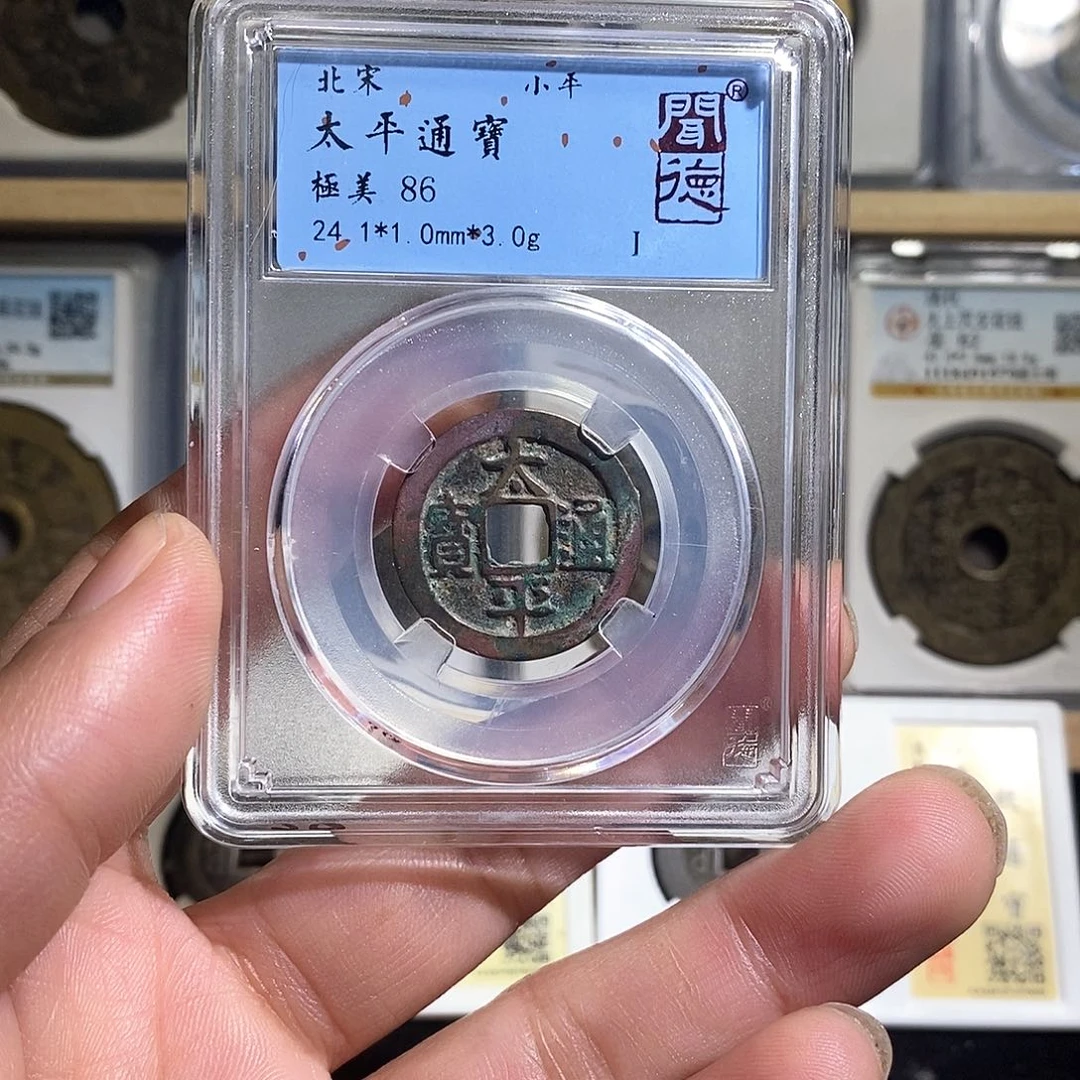 北宋 小平
太平通寶
極美 86
24.1*1.0mm*3.0g J
聞德®
太平通寶